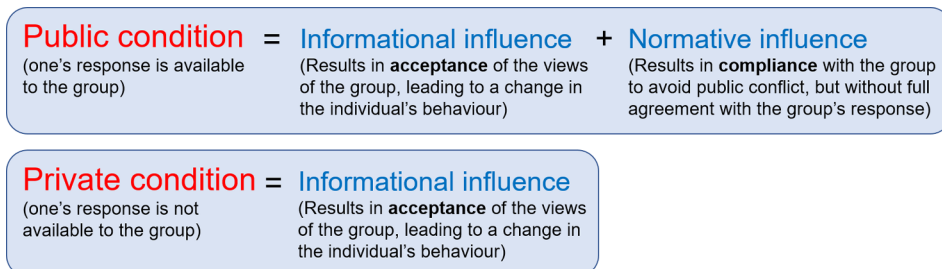 Public condition = Informational influence + Normative influence
(one's response is available (Results in acceptance of the views (Results in compliance with the group
to the group) of the group, leading to a change to avoid public conflict, but without full
in the individual's behaviour) agreement with the group's response)
Private condition = Informational influence
(one's response is not (Results in acceptance of the views
available to the group) of the group, leading to a change in
the individual's behaviour)